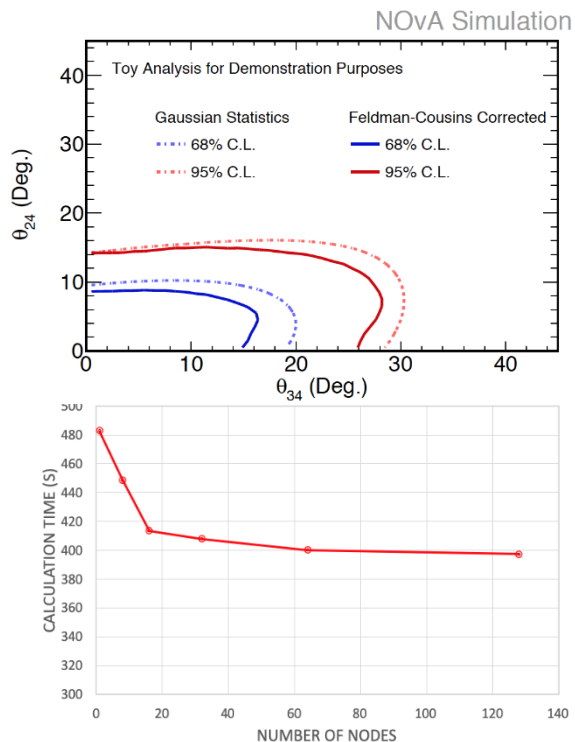 NOvA Simulation
Toy Analysis for Demonstration Purposes
Gaussian Statistics
Feldman-Cousins Corrected
68% C.L.
68% C.L.
95% C.L.
95% C.L.
θ24 (Deg.)
40
30
20
10
0
0
10
20
30
40
θ34 (Deg.)
500
480
460
440
420
400
380
360
340
320
300
CALCULATION TIME (S)
0
20
40
60
80
100
120
140
NUMBER OF NODES